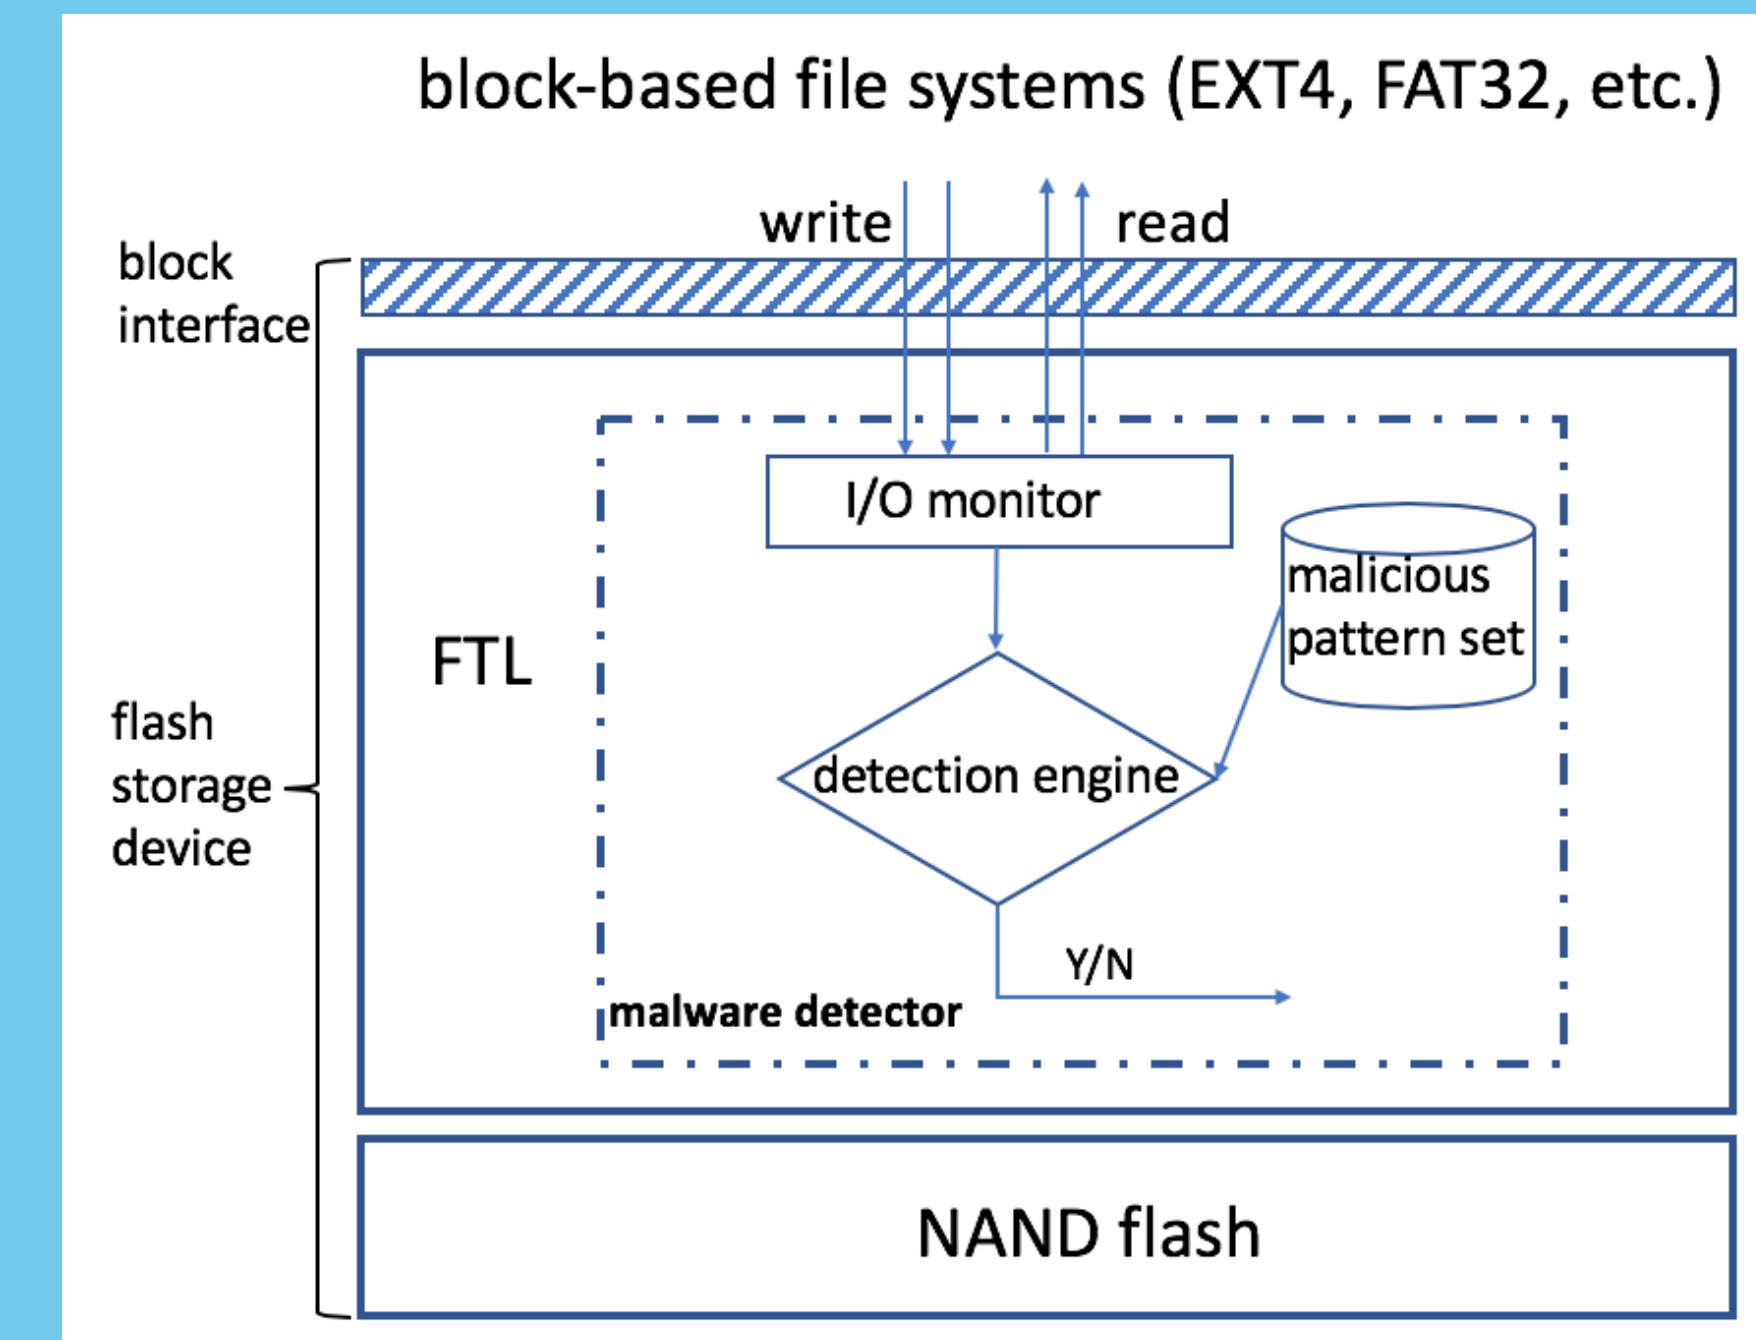 block-based file systems (EXT4, FAT32, etc.)
write
read
block
interface
I/O monitor
malicious
pattern set
FTL
flash
storage
device
detection engine
Y/N
malware detector
NAND flash